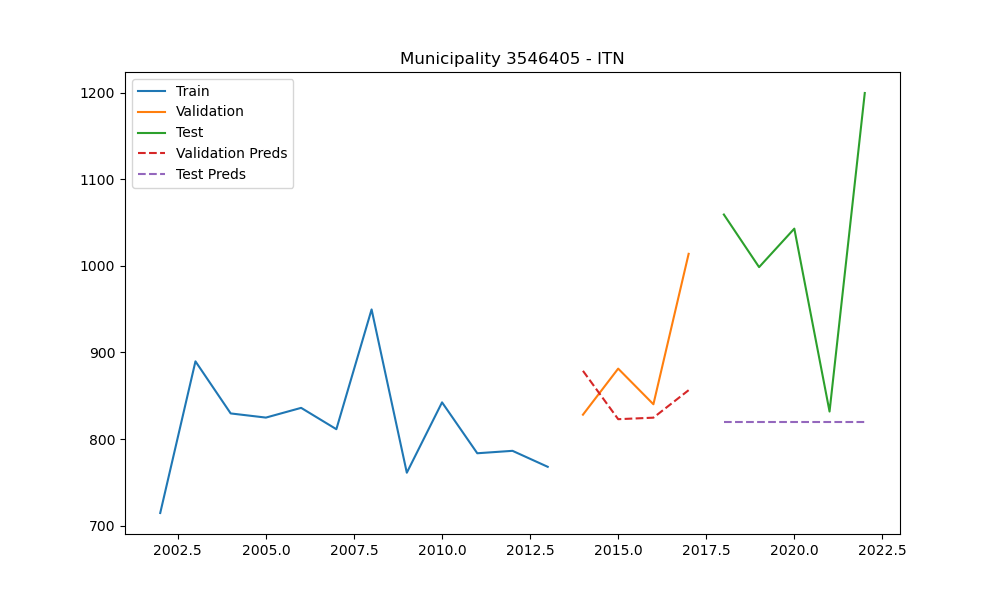 Municipality 3546405 - ITN
Train
Validation
Test
Validation Preds
Test Preds
1200
1100
1000
900
800
700
2002.5 2005.0 2007.5 2010.0 2012.5 2015.0 2017.5 2020.0 2022.5